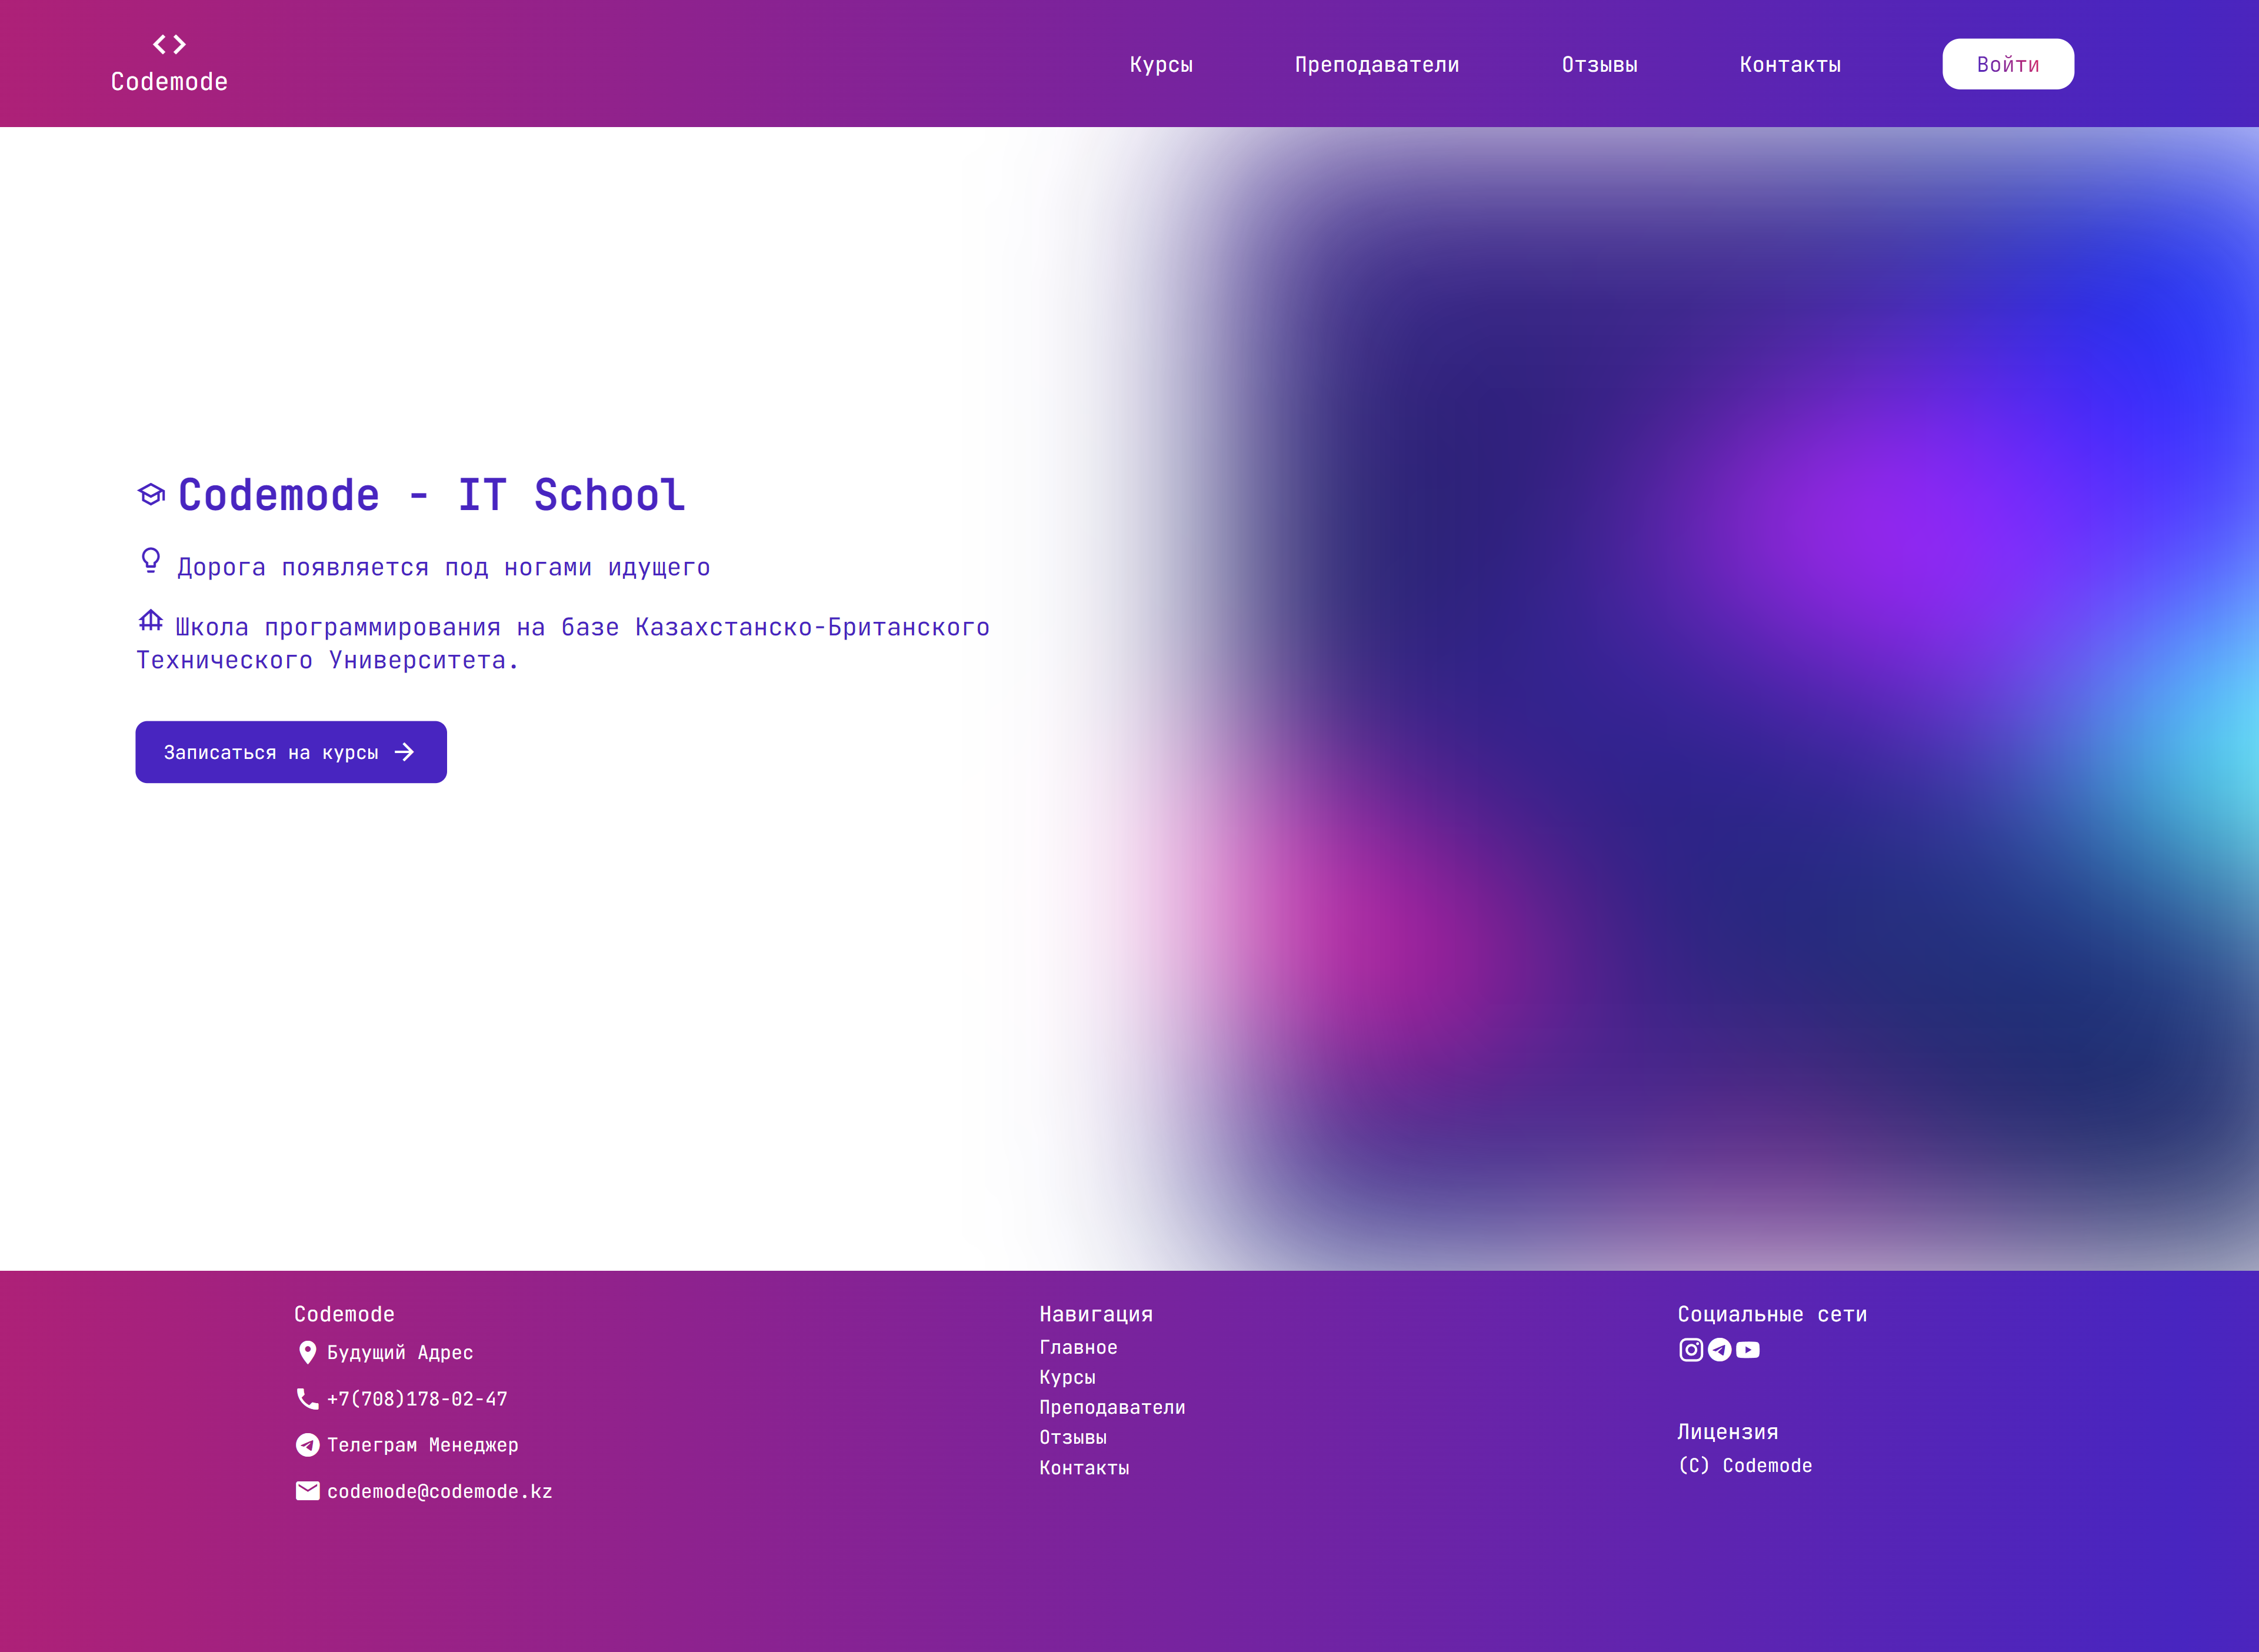 Codemode
Курсы
Преподаватели
Отзывы
Контакты
Войти
Codemode - IT School
Дорога появляется под ногами идущего
Школа программирования на базе Казахстанско-Британского
Технического Университета.
Записаться на курсы
Codemode
Будущий Адрес
+7(708)178-02-47
Телеграм Менеджер
codemode@codemode.kz
Навигация
Главное
Курсы
Преподаватели
Отзывы
Контакты
Социальные сети
Лицензия
(C) Codemode